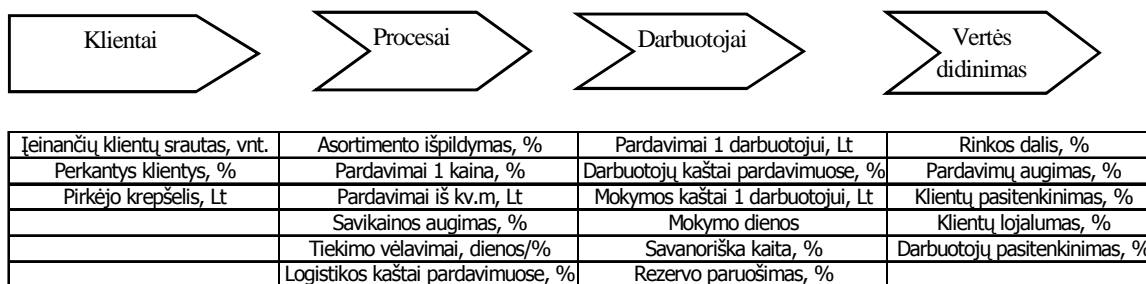 Klientai
Procesai
Darbuotojai
Vertės
didinimas
Įeinančių klientų srautas, vnt.
Asortimento išpildymas, %
Pardavimai 1 darbuotojui, Lt
Rinkos dalis, %
Perkantys klientys, %
Pardavimai 1 kaina, %
Darbuotojų kaštai pardavimuose, %
Pardavimų augimas, %
Pirkėjo krepšelis, Lt
Pardavimai iš kv.m, Lt
Mokymos kaštai 1 darbuotojui, Lt
Klientų pasitenkinimas, %
Savikainos augimas, %
Mokymo dienos
Klientų lojalumas, %
Tiekimo vėlavimai, dienos/%
Savanoriška kaita, %
Darbuotojų pasitenkinimas, %
Logistikos kaštai pardavimuose, %
Rezervo paruošimas, %